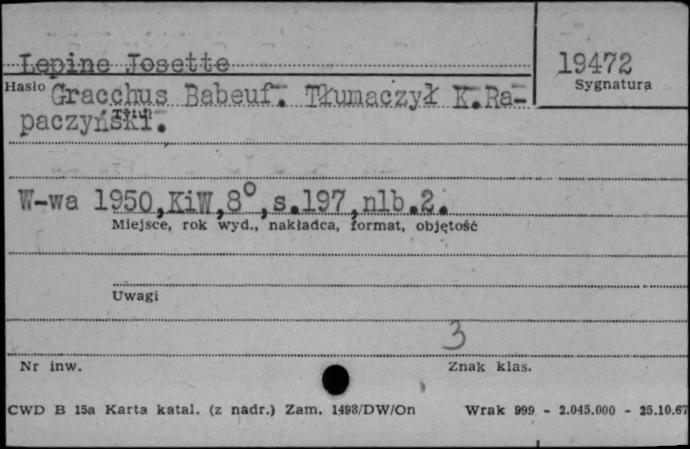 Lepine Josette
19472
Hasło Gracchus Babeuf. Tłumaczył K.Ra-
Sygnatura
paczyński.
Tytuł
W-wa 1950,KiW,8°,s.197,nlb.2.
Miejsce, rok wyd., nakładca, format, objętość
Uwagi
3
Nr inw.
Znak klas.
CWD B 15a Karta katal. (z nadr.) Zam. 1498/DW/On Wrak 999 - 2.045.000 - 25.10.67